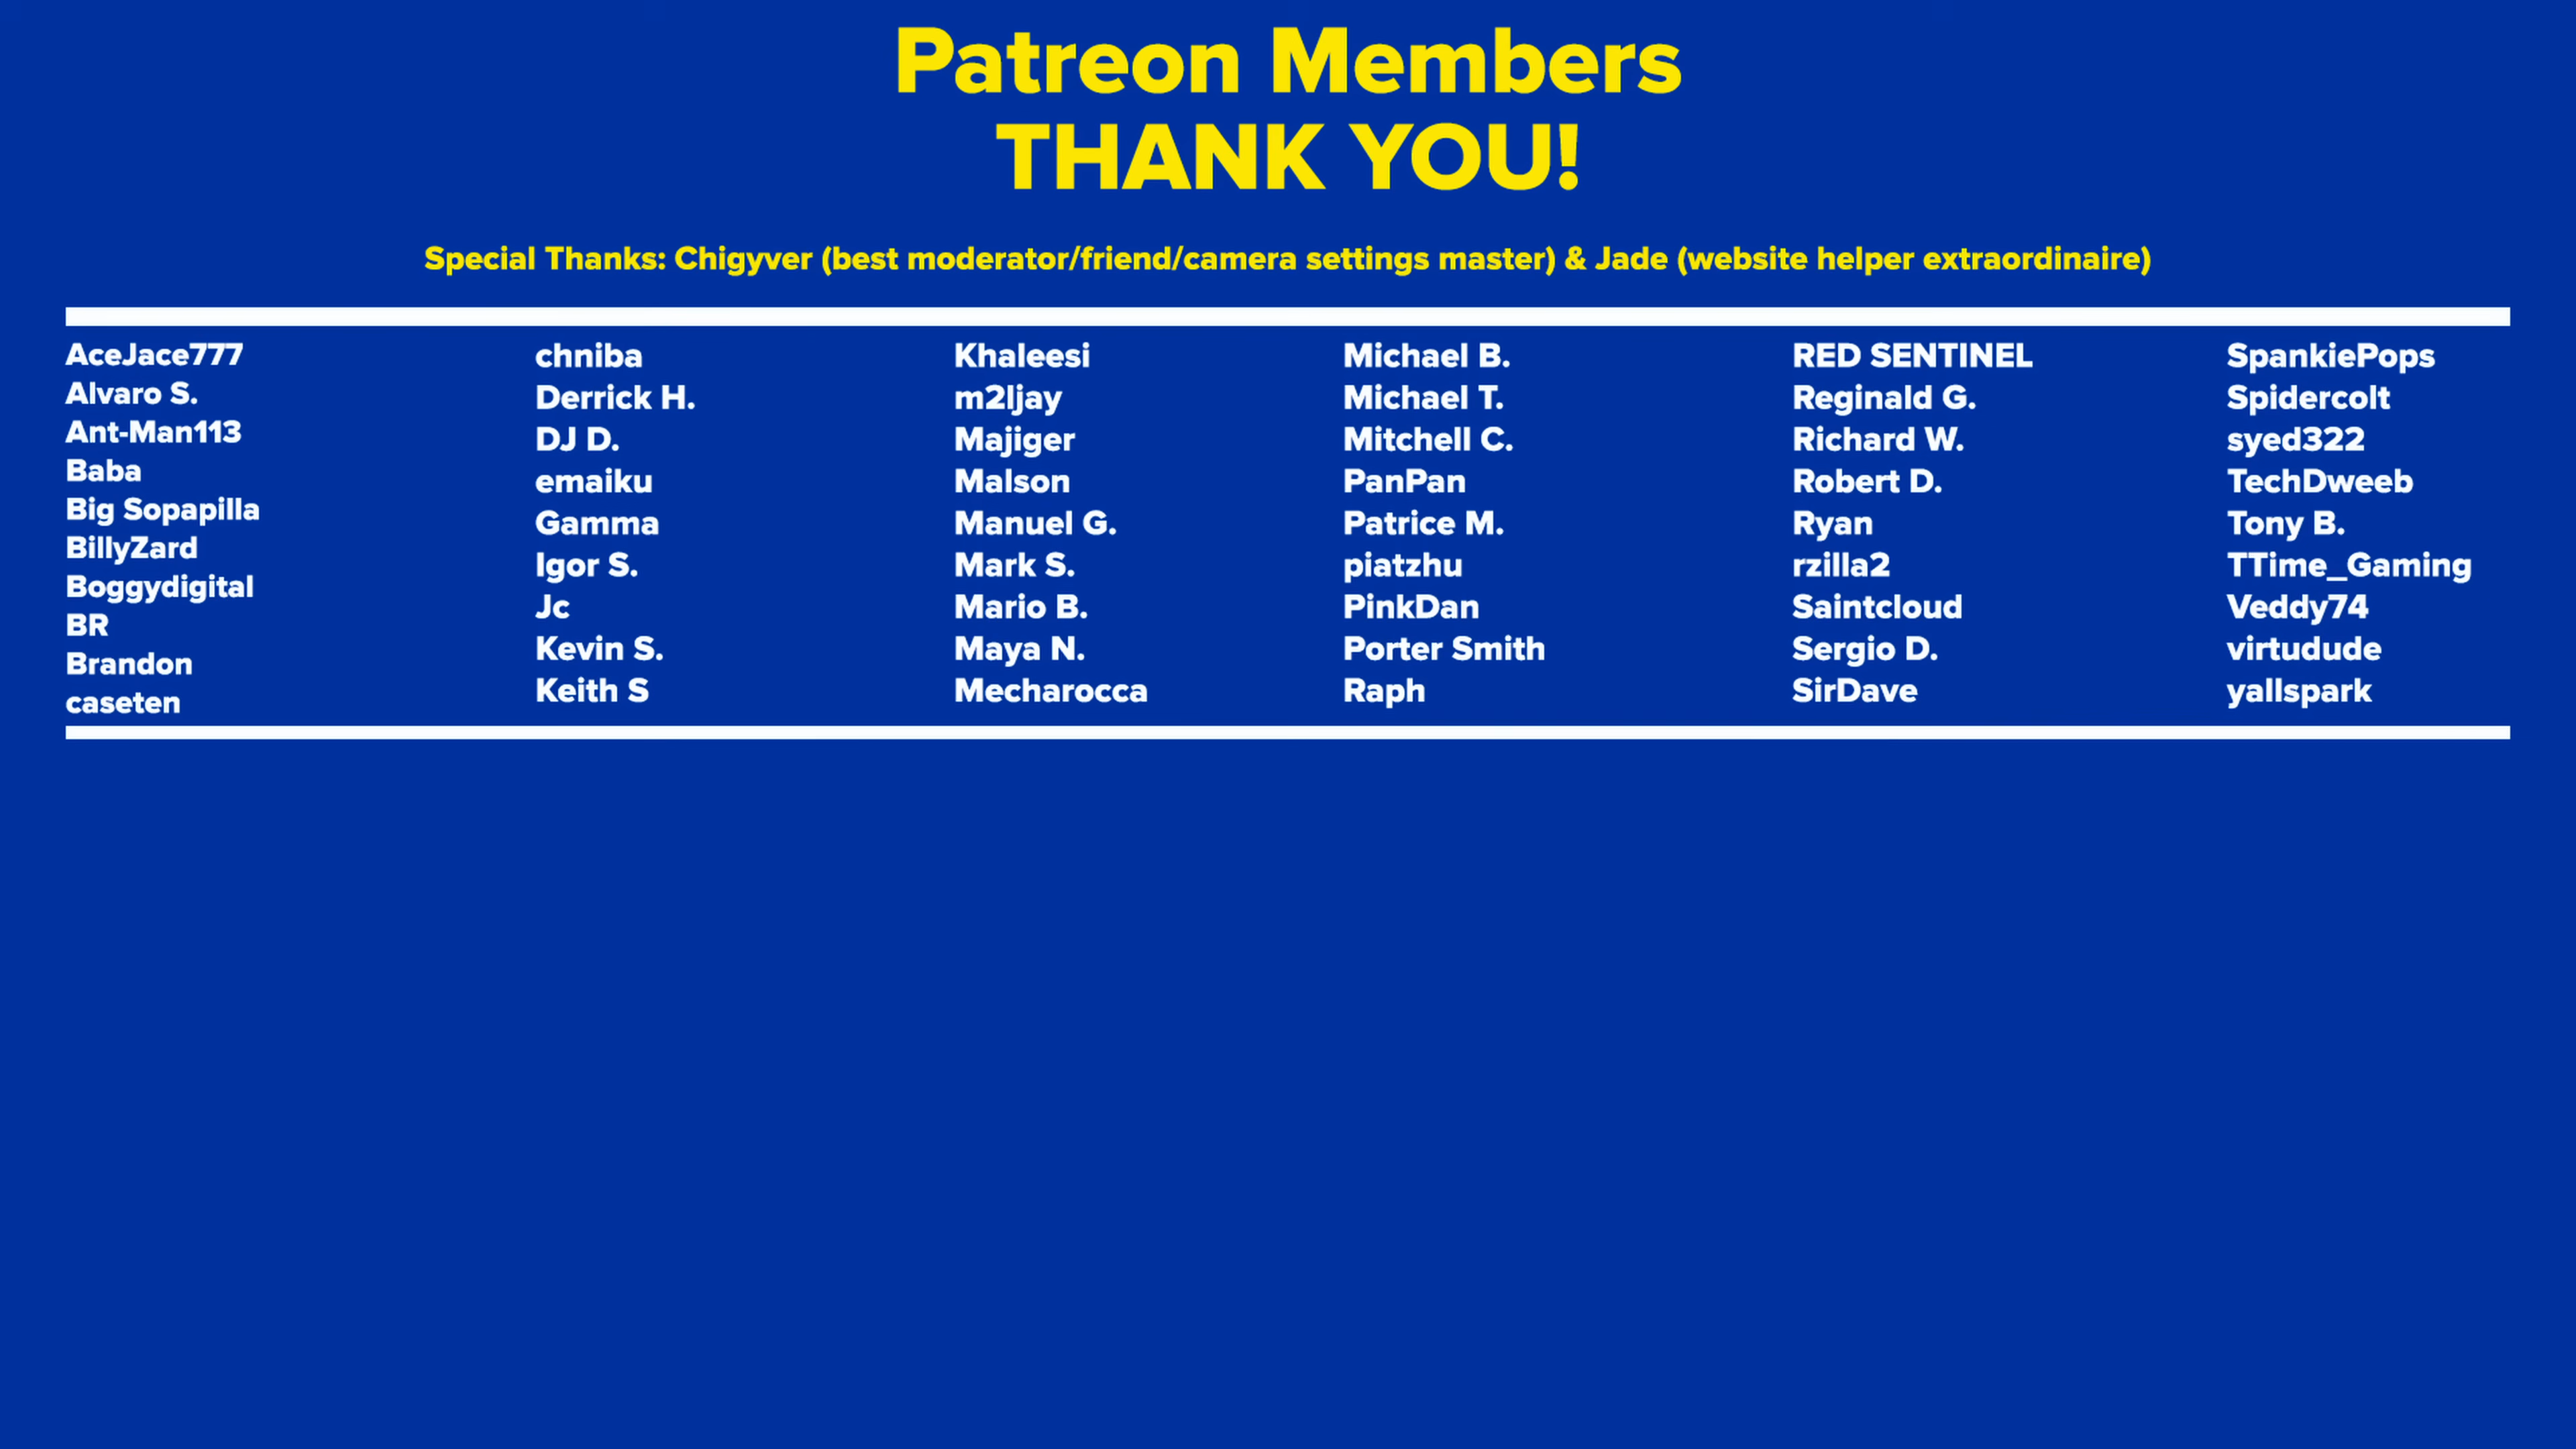 Patreon Members
THANK YOU!
Special Thanks: Chigyver (best moderator/friend/camera settings master) & Jade (website helper extraordinaire)
AceJace777
Alvaro S.
Ant-Man113
Baba
Big Sopapilla
BillyZard
Boggydigital
BR
Brandon
caseten
chniba
Derrick H.
DJ D.
emaiku
Gamma
Igor S.
Jc
Kevin S.
Keith S
Khaleesi
m2ljay
Majiger
Malson
Manuel G.
Mark S.
Mario B.
Maya N.
Mecharocca
Michael B.
Michael T.
Mitchell C.
PanPan
Patrice M.
piatzhu
PinkDan
Porter Smith
Raph
RED SENTINEL
Reginald G.
Richard W.
Robert D.
Ryan
rzilla2
Saintcloud
Sergio D.
SirDave
SpankiePops
Spidercolt
syed322
TechDweeb
Tony B.
TTime_Gaming
Veddy74
virtudude
yallspark